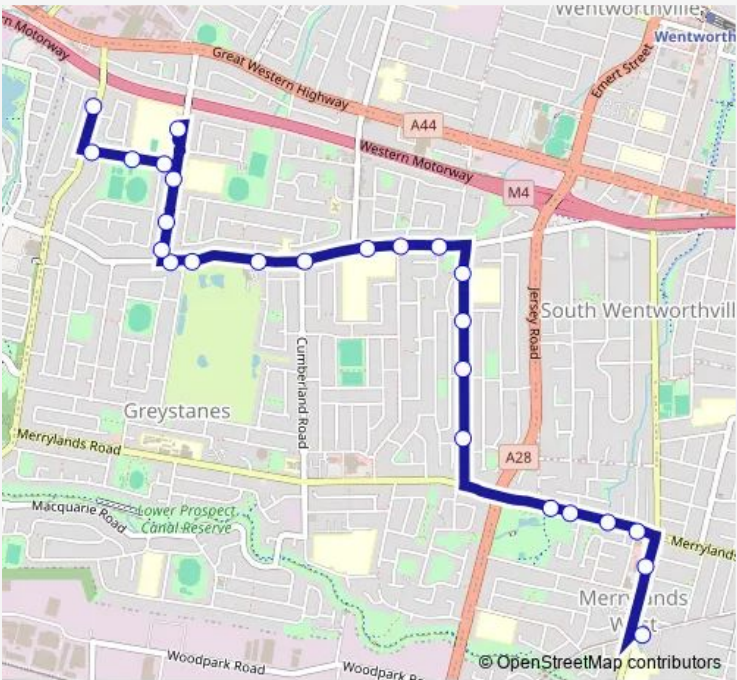 Wentworthville
Wentworth
rn Motorway
Great Western Highway
Emert Street
A44
Western Motorway
M4
South Wentworthvill
Jersey Road
Cumberland Road
Greystanes
Merrylands Road
A28
Macquarie Road
Lower Prospect
Canal Reserve
Merrylands
Merrylands
West
Woodpark Road
Woodpark R
© OpenStreetMap contributors